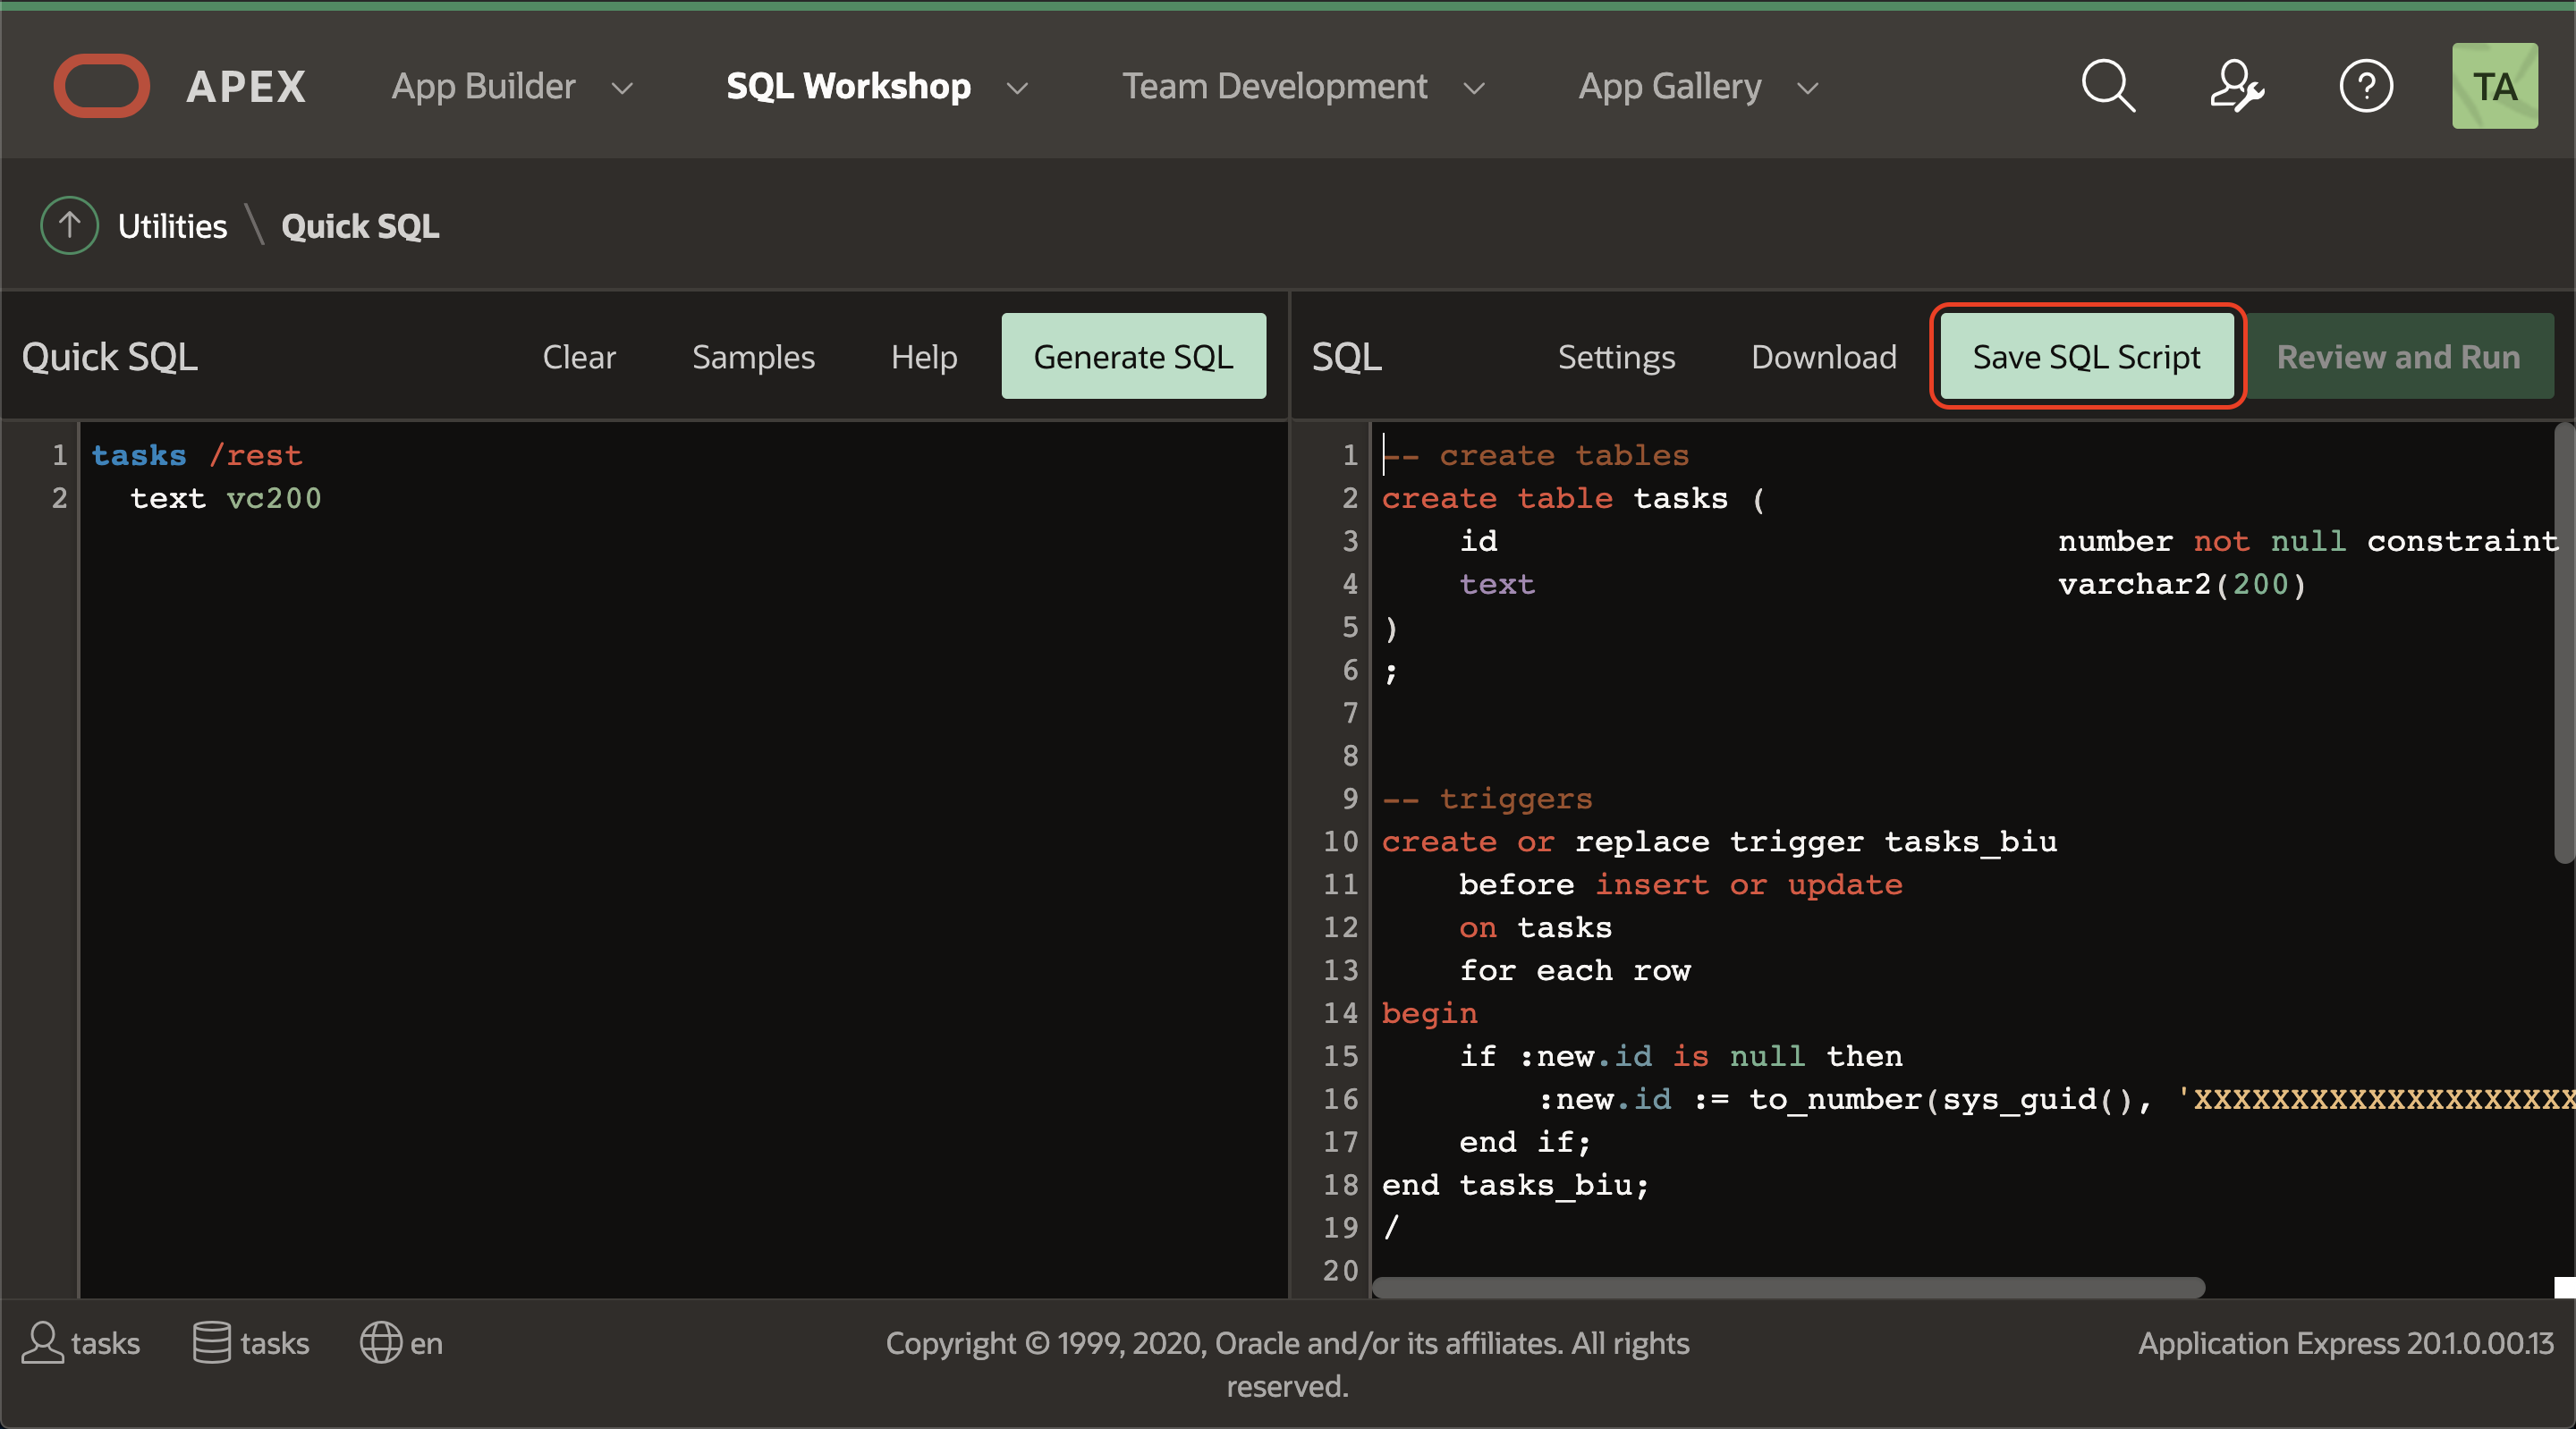 APEX App Builder SQL Workshop Team Development App Gallery ? TA
Utilities \ Quick SQL
Quick SQL Clear Samples Help Generate SQL
1 tasks /rest
2 text vc200
SQL Settings Download Save SQL Script Review and Run
1 -- create tables
2 create table tasks (
3 id number not null constraint
4 text varchar2(200)
5 )
6 ;
7
8
9 -- triggers
10 create or replace trigger tasks_biu
11 before insert or update
12 on tasks
13 for each row
14 begin
15 if :new.id is null then
16 :new.id := to_number(sys_guid(), 'XXXXXXXXXXXXXXXXXXXX
17 end if;
18 end tasks_biu;
19 /
20
tasks tasks en
Copyright © 1999, 2020, Oracle and/or its affiliates. All rights
reserved.
Application Express 20.1.0.00.13